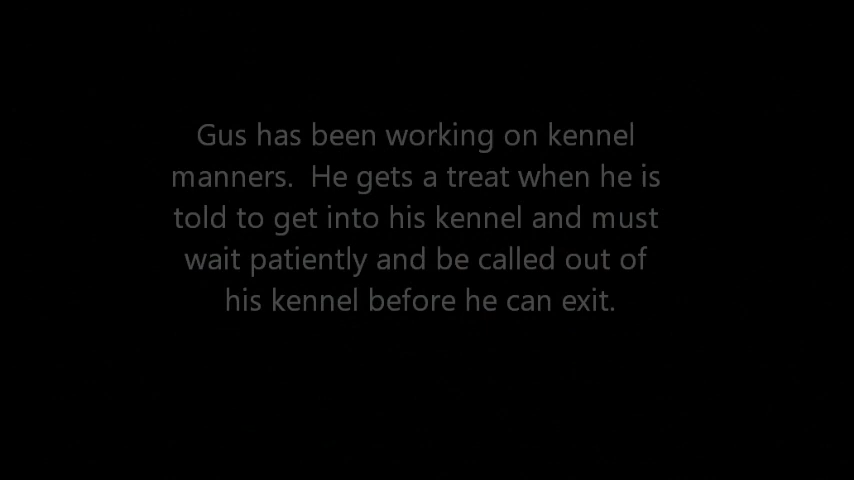 Gus has been working on kennel
manners.  He gets a treat when he is
told to get into his kennel and must
wait patiently and be called out of
his kennel before he can exit.